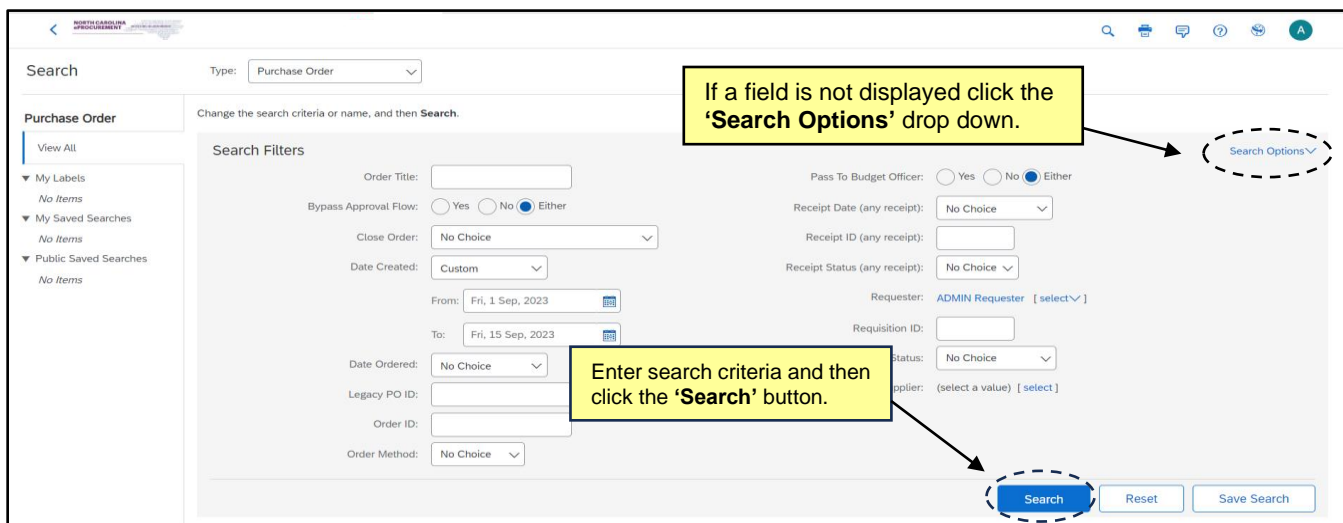 NORTH CAROLINA
ePROCUREMENT
A
Search
Type: Purchase Order
If a field is not displayed click the
‘Search Options’ drop down.
Purchase Order
Change the search criteria or name, and then Search.
View All
Search Filters
Search Options
Order Title:
Pass To Budget Officer: Yes No Either
My Labels
No Items
Bypass Approval Flow: Yes No Either
Receipt Date (any receipt): No Choice
My Saved Searches
No Items
Close Order: No Choice
Receipt ID (any receipt):
Public Saved Searches
No Items
Date Created: Custom
Receipt Status (any receipt): No Choice
From: Fri, 1 Sep, 2023
Requester: ADMIN Requester [ select ]
To: Fri, 15 Sep, 2023
Requisition ID:
Date Ordered: No Choice
Status: No Choice
Enter search criteria and then
click the ‘Search’ button.
Legacy PO ID:
pplier: (select a value) [ select ]
Order ID:
Order Method: No Choice
Search Reset Save Search